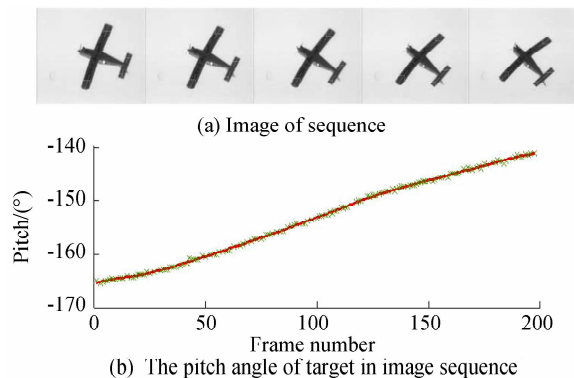 (a) Image of sequence
-140
-150
-160
-170
Pitch/(°)
0 50 100 150 200
Frame number
(b) The pitch angle of target in image sequence